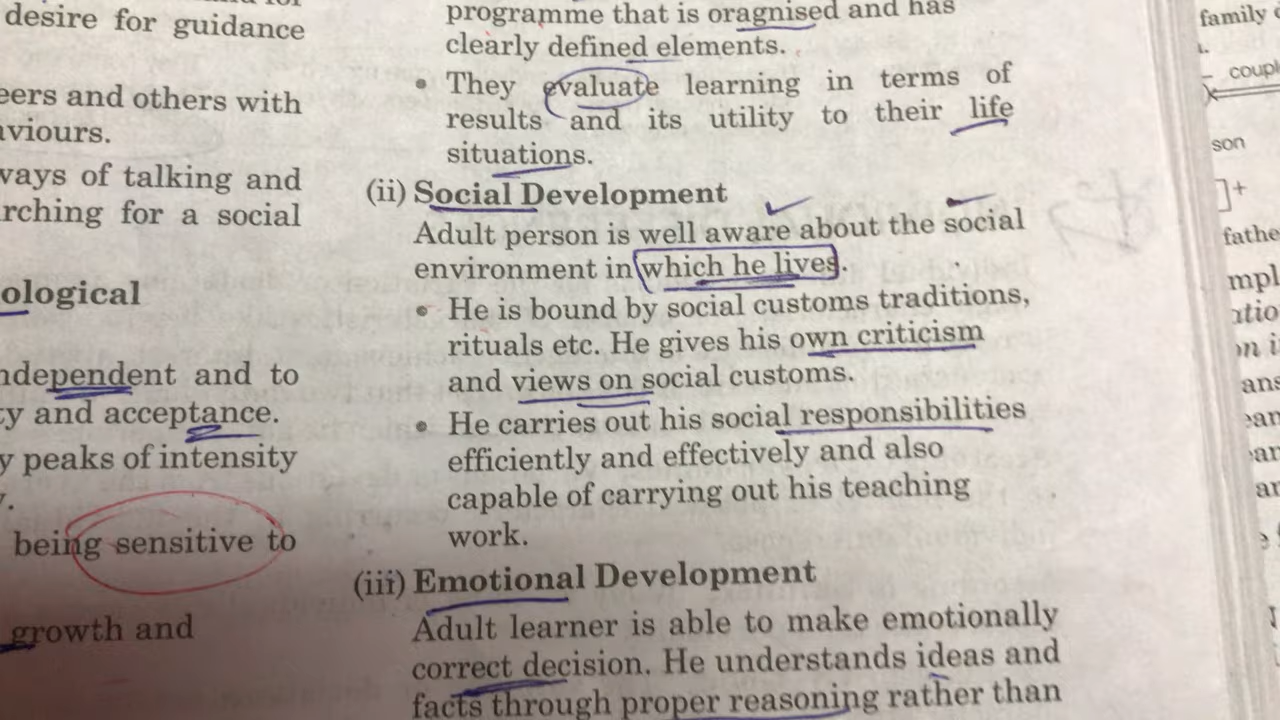 desire for guidance
eers and others with
aviours.
ways of talking and
rching for a social
ological
ndependent and to
ty and acceptance.
y peaks of intensity
y.
being sensitive to
growth and
programme that is oragnised and has
clearly defined elements.
• They evaluate learning in terms of
results and its utility to their life
situations.
(ii) Social Development
Adult person is well aware about the social
environment in which he lives.
• He is bound by social customs traditions,
rituals etc. He gives his own criticism
and views on social customs.
• He carries out his social responsibilities
efficiently and effectively and also
capable of carrying out his teaching
work.
(iii) Emotional Development
Adult learner is able to make emotionally
correct decision. He understands ideas and
facts through proper reasoning rather than
family
coupl
son
]+
fathe
mpl
atio
on i
ans
ear
ear
ar